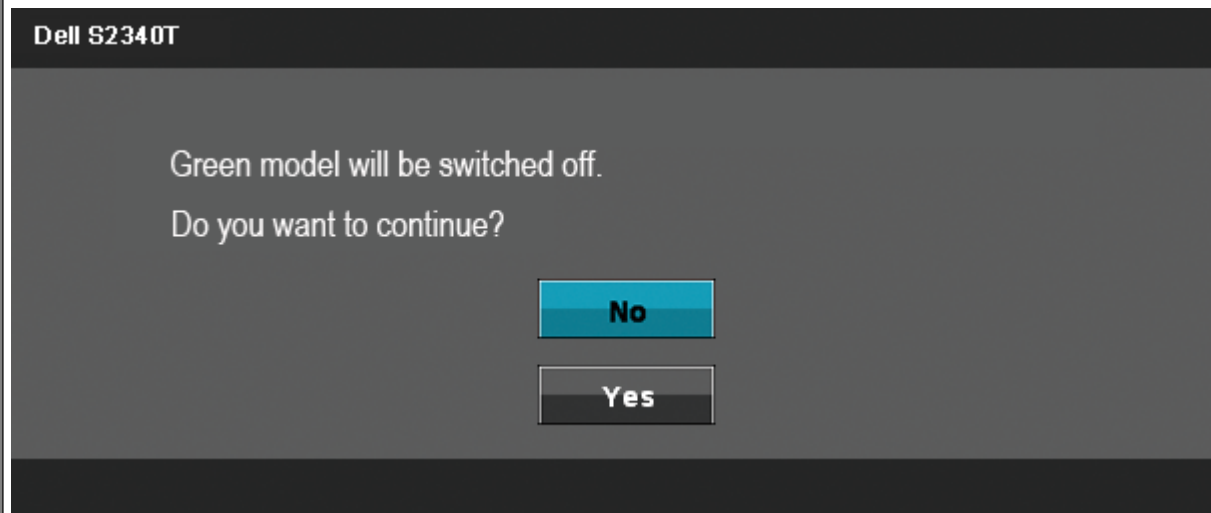 Dell S2340T
Green model will be switched off.
Do you want to continue?
No
Yes